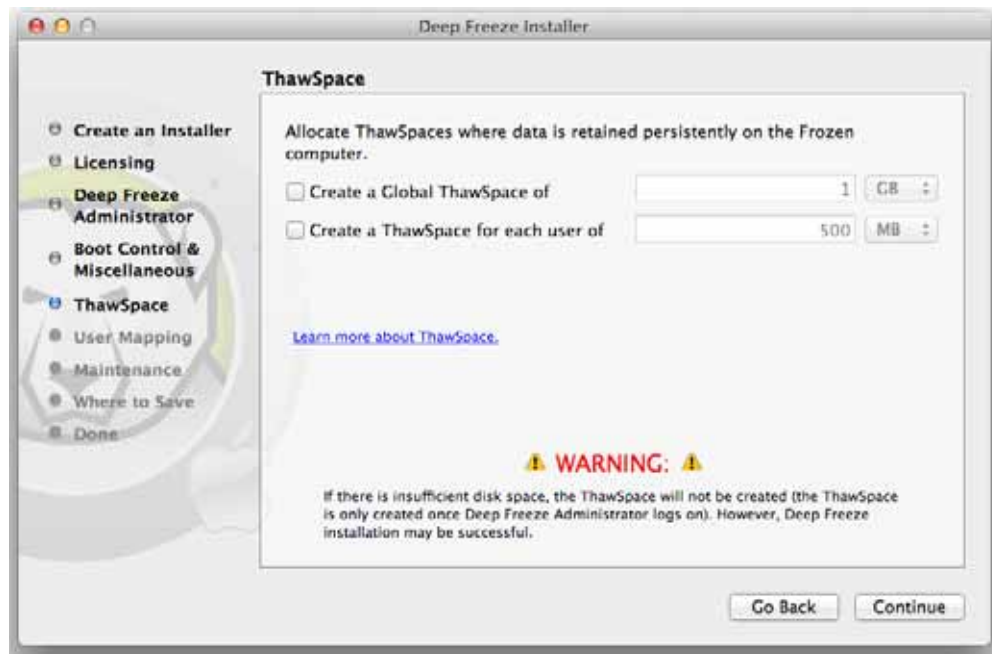 Deep Freeze Installer
ThawSpace
Create an Installer
Licensing
Deep Freeze
Administrator
Boot Control &
Miscellaneous
ThawSpace
User Mapping
Maintenance
Where to Save
Done
Allocate ThawSpaces where data is retained persistently on the Frozen
computer.
Create a Global ThawSpace of 1 GB
Create a ThawSpace for each user of 500 MB
Learn more about ThawSpace.
WARNING:
If there is insufficient disk space, the ThawSpace will not be created (the ThawSpace
is only created once Deep Freeze Administrator logs on). However, Deep Freeze
installation may be successful.
Go Back Continue